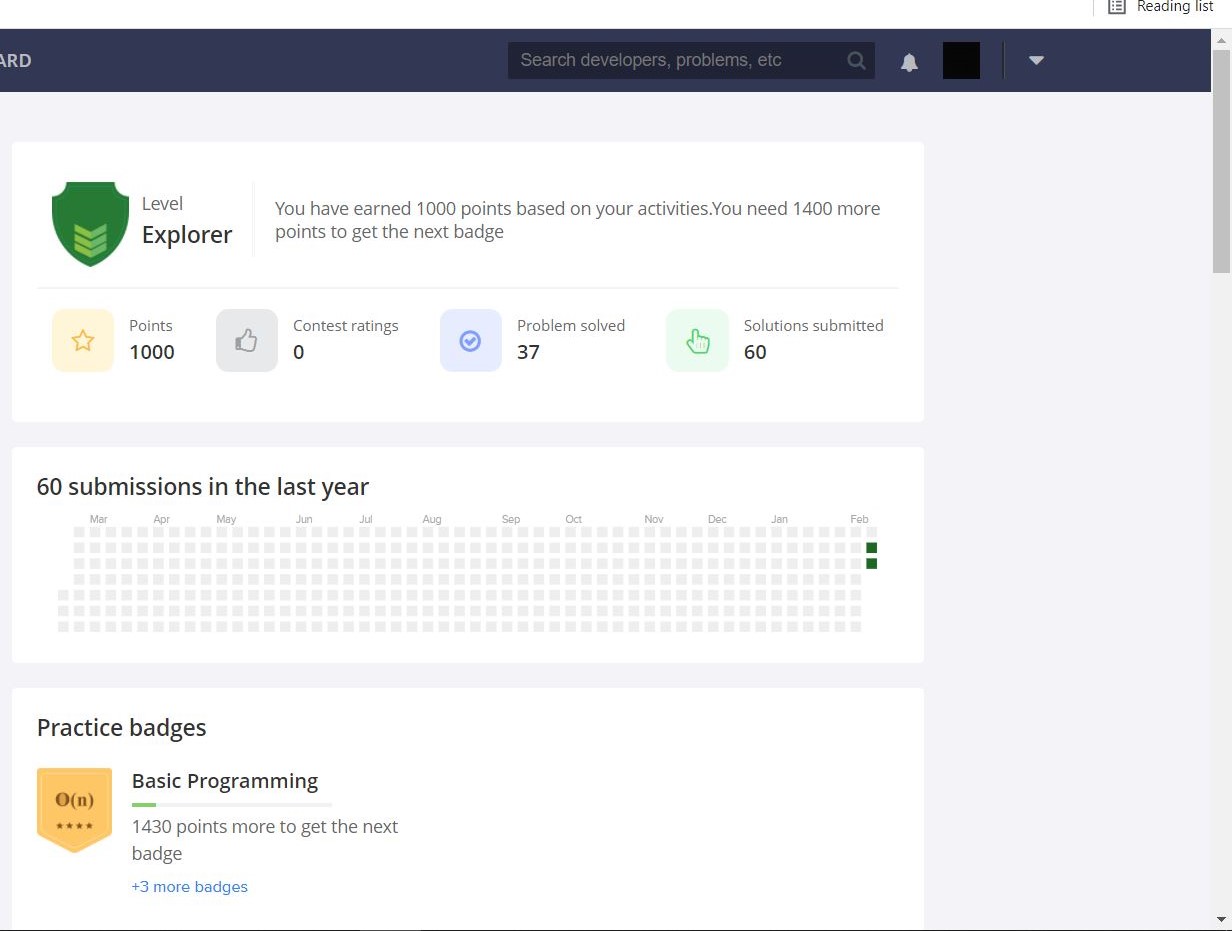 Reading list
ARD
Search developers, problems, etc
Level
Explorer
You have earned 1000 points based on your activities.You need 1400 more
points to get the next badge
Points
1000
Contest ratings
0
Problem solved
37
Solutions submitted
60
60 submissions in the last year
Mar Apr May Jun Jul Aug Sep Oct Nov Dec Jan Feb
Practice badges
O(n)
Basic Programming
1430 points more to get the next
badge
+3 more badges